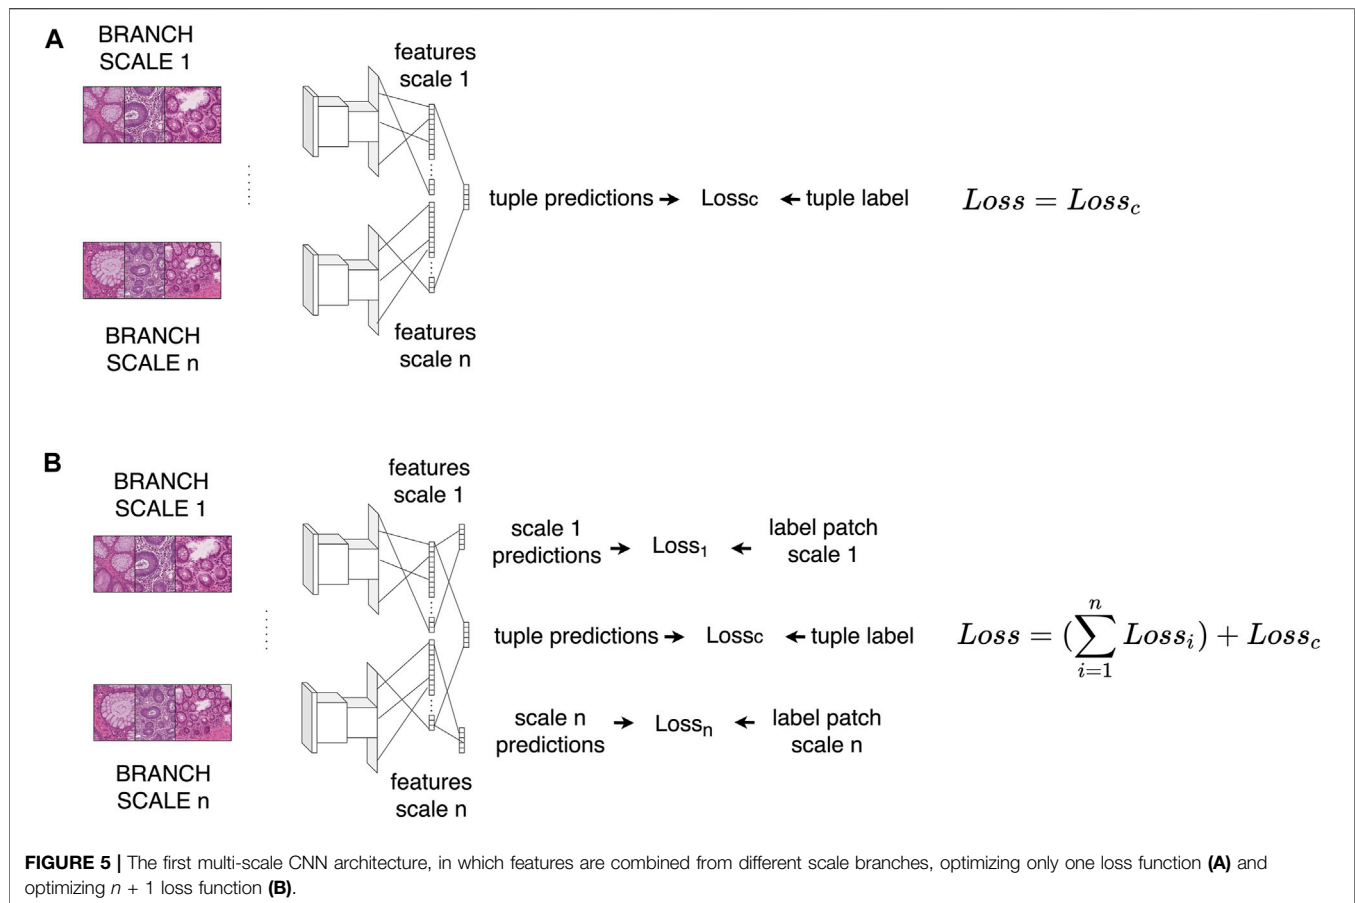 A
BRANCH
SCALE 1
features
scale 1
tuple predictions → Lossc ← tuple label
Loss = Loss_c
BRANCH
SCALE n
features
scale n
B
BRANCH
SCALE 1
features
scale 1
scale 1
predictions → Loss₁ ← label patch
scale 1
tuple predictions → Lossc ← tuple label
Loss = (∑_{i=1}^{n} Loss_i) + Loss_c
scale n
predictions → Lossₙ ← label patch
scale n
BRANCH
SCALE n
features
scale n
FIGURE 5 | The first multi-scale CNN architecture, in which features are combined from different scale branches, optimizing only one loss function (A) and
optimizing n + 1 loss function (B).